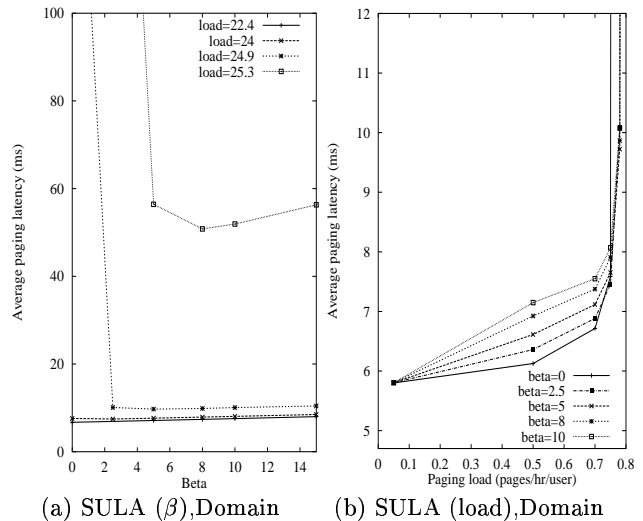 Average paging latency (ms)
100
80
60
40
20
0
load=22.4
load=24
load=24.9
load=25.3
0 2 4 6 8 10 12 14
Beta
(a) SULA (β),Domain
Average paging latency (ms)
12
11
10
9
8
7
6
5
beta=0
beta=2.5
beta=5
beta=8
beta=10
0 0.1 0.2 0.3 0.4 0.5 0.6 0.7 0.8
Paging load (pages/hr/user)
(b) SULA (load),Domain